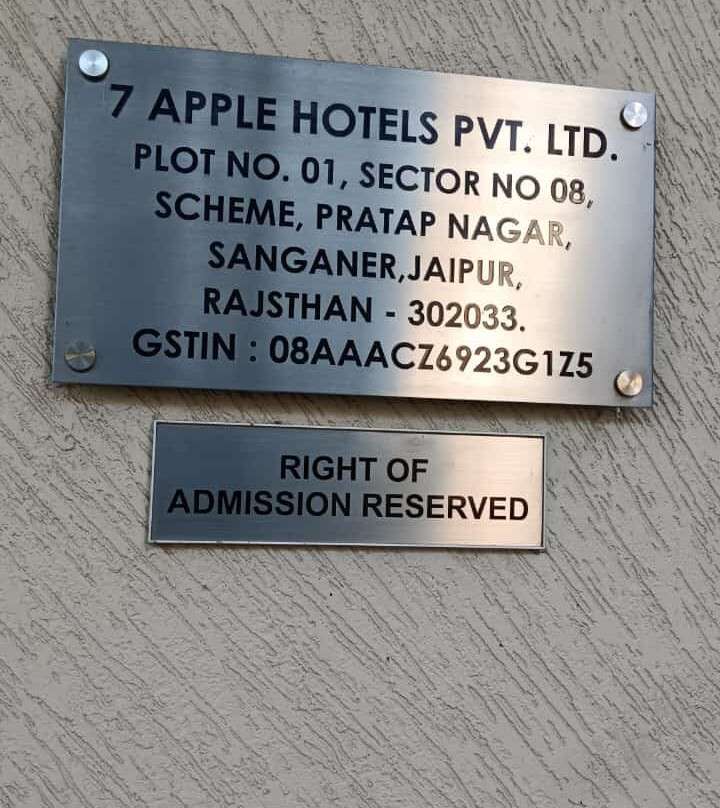 7 APPLE HOTELS PVT. LTD.
PLOT NO. 01, SECTOR NO 08,
SCHEME, PRATAP NAGAR,
SANGANER,JAIPUR,
RAJSTHAN - 302033.
GSTIN : 08AAACZ6923G1Z5
RIGHT OF
ADMISSION RESERVED